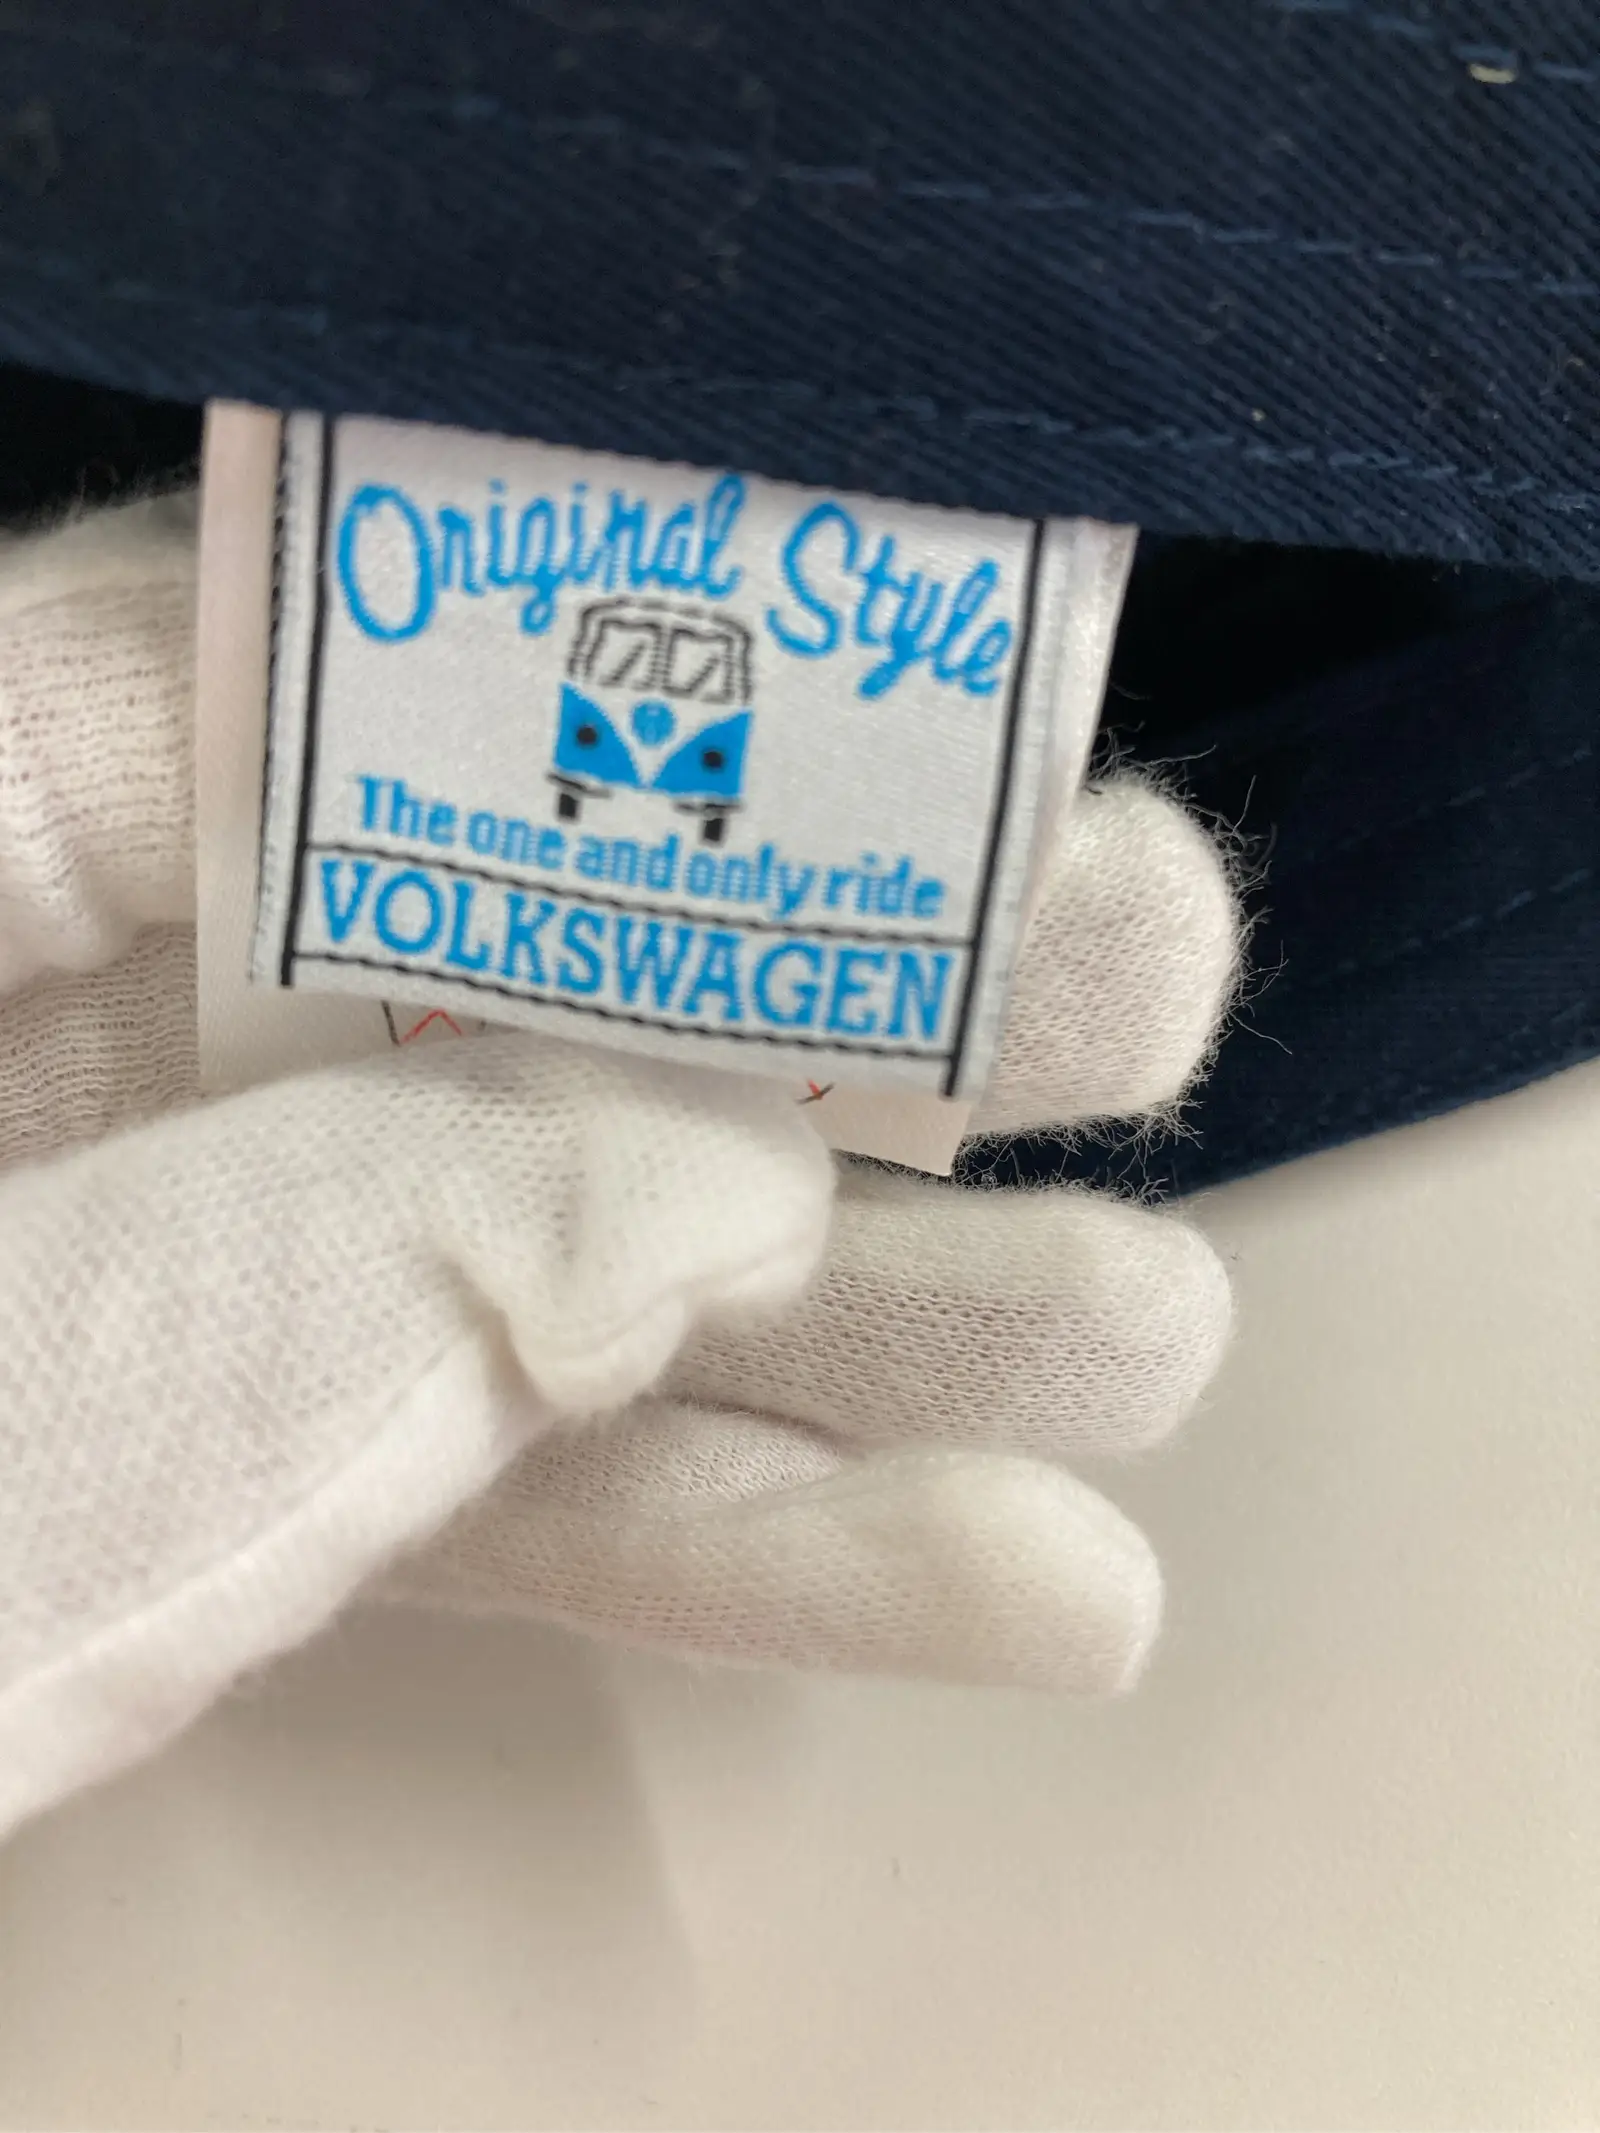 Original Style
The one and only ride
VOLKSWAGEN